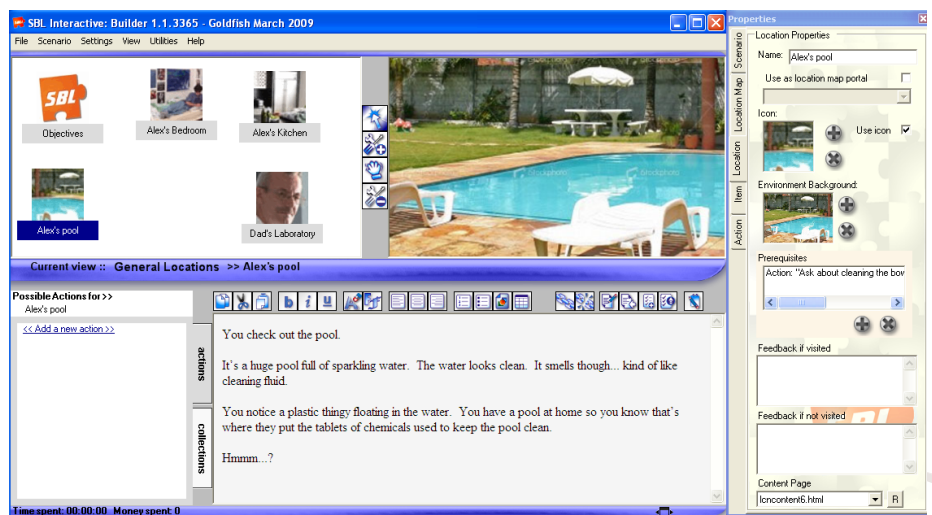 SBL Interactive: Builder 1.1.3365 - Goldfish March 2009
File Scenario Settings View Utilities Help
SBL
Objectives
Alex's Bedroom
Alex's Kitchen
Alex's pool
Dad's Laboratory
iStockphoto
iStockphoto
Current view :: General Locations >> Alex's pool
Possible Actions for>>
Alex's pool
<< Add a new action >>
actions
collections
b i u
You check out the pool.
It's a huge pool full of sparkling water. The water looks clean. It smells though... kind of like
cleaning fluid.
You notice a plastic thingy floating in the water. You have a pool at home so you know that's
where they put the tablets of chemicals used to keep the pool clean.
Hmmm...?
Time spent: 00:00:00 Money spent: 0
Properties
Scenario
Location Map
Location
Item
Action
Location Properties
Name: Alex's pool
Use as location map portal
Icon:
Use icon
Environment Background:
Prerequisites
Action: "Ask about cleaning the bow
Feedback if visited
Feedback if not visited
Content Page
lcncontent6.html
R